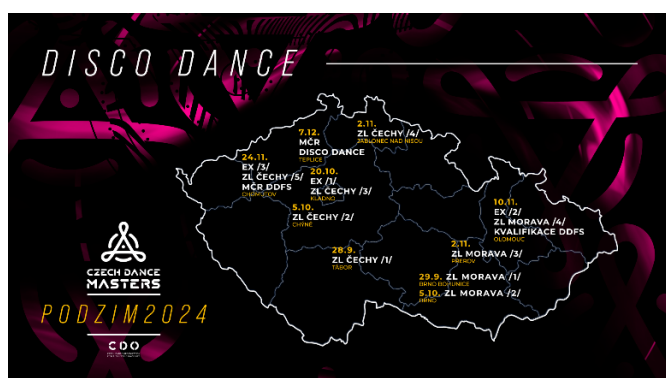 DISCO DANCE
7.12.
MČR
DISCO DANCE
TEPLICE
2.11.
ZL ČECHY /4/
JABLONEC NAD NISOU
24.11.
EX /3/
ZL ČECHY /5/
MČR DDFS
CHOMUTOV
20.10.
EX /1/
ZL ČECHY /3/
KLADNO
5.10.
ZL ČECHY /2/
CHÝNĚ
10.11.
EX /2/
ZL MORAVA /4/
KVALIFIKACE DDFS
OLOMOUC
28.9.
ZL ČECHY /1/
TÁBOR
2.11.
ZL MORAVA /3/
PŘEROV
29.9. ZL MORAVA /1/
BRNO BOHUNICE
5.10. ZL MORAVA /2/
BRNO
CZECH DANCE
MASTERS
PODZIM2024
CDO